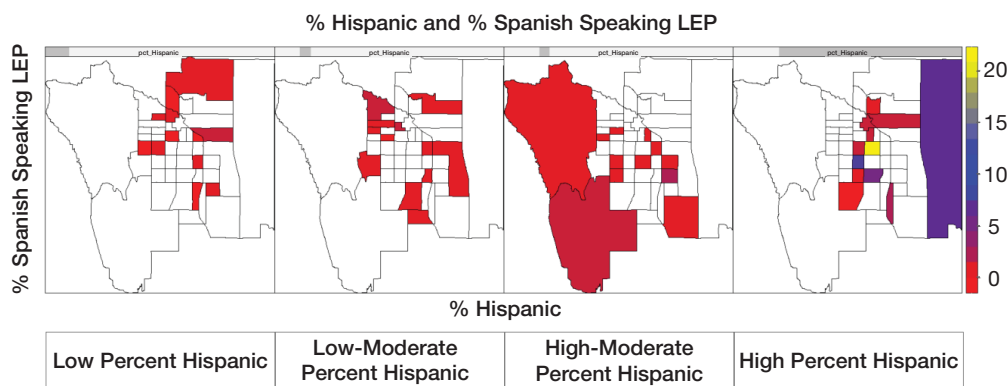 % Hispanic and % Spanish Speaking LEP
pct_Hispanic
pct_Hispanic
pct_Hispanic
pct_Hispanic
% Spanish Speaking LEP
20
15
10
5
0
% Hispanic
Low Percent Hispanic
Low-Moderate
Percent Hispanic
High-Moderate
Percent Hispanic
High Percent Hispanic